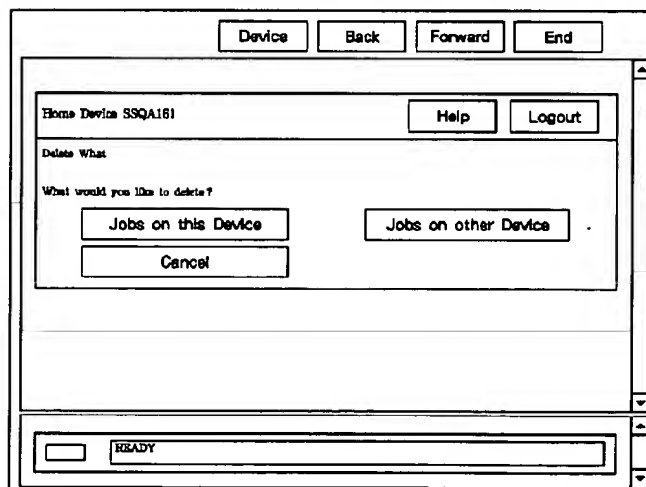 Device Back Forward End
Home Device SSQA161 Help Logout
Delete What
What would you like to delete?
Jobs on this Device Jobs on other Device
Cancel
READY